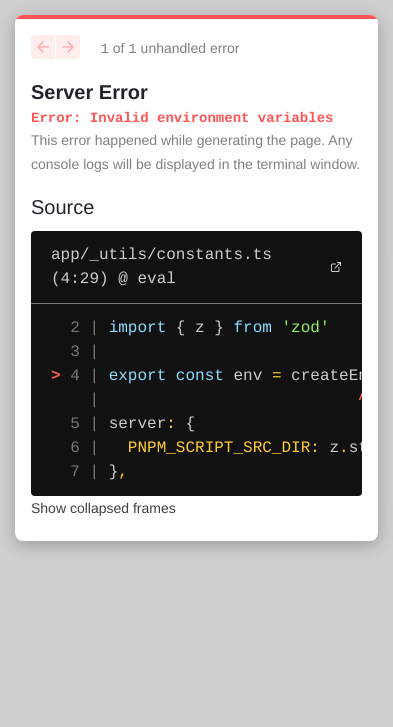 1 of 1 unhandled error
Server Error
Error: Invalid environment variables
This error happened while generating the page. Any
console logs will be displayed in the terminal window.
Source
app/_utils/constants.ts
(4:29) @ eval
2 | import { z } from 'zod'
3 |
> 4 | export const env = createEn
| ^
5 | server: {
6 | PNPM_SCRIPT_SRC_DIR: z.st
7 | },
Show collapsed frames